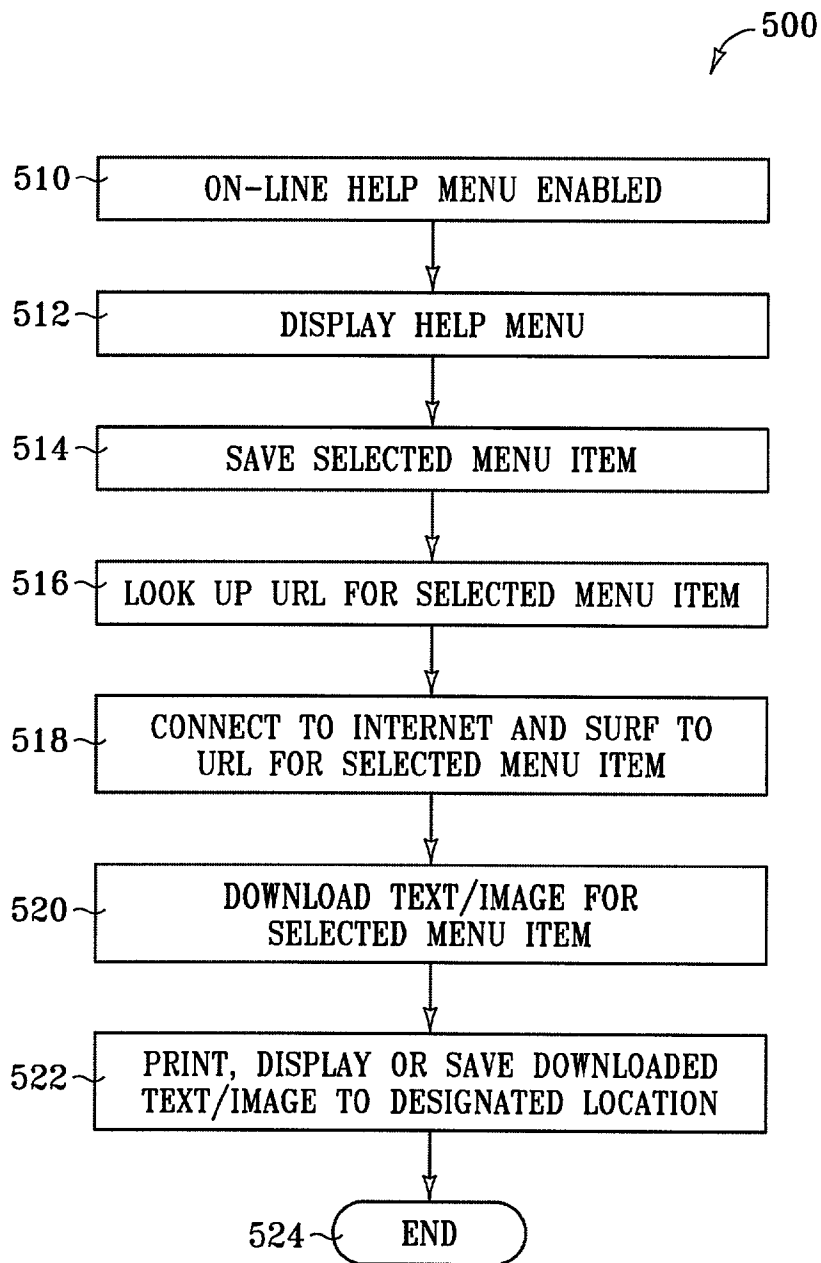 500
510 ON-LINE HELP MENU ENABLED
512 DISPLAY HELP MENU
514 SAVE SELECTED MENU ITEM
516 LOOK UP URL FOR SELECTED MENU ITEM
518 CONNECT TO INTERNET AND SURF TO
URL FOR SELECTED MENU ITEM
520 DOWNLOAD TEXT/IMAGE FOR
SELECTED MENU ITEM
522 PRINT, DISPLAY OR SAVE DOWNLOADED
TEXT/IMAGE TO DESIGNATED LOCATION
524 END